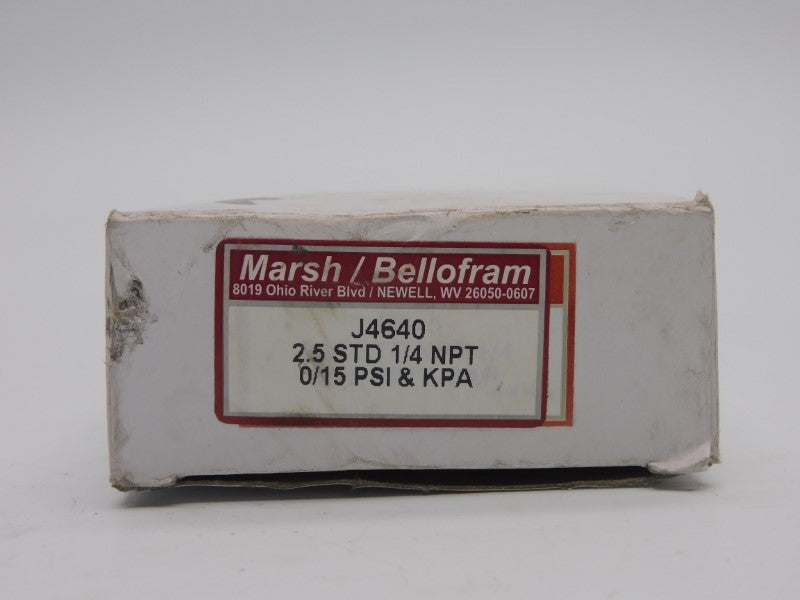 Marsh / Bellofram
8019 Ohio River Blvd / NEWELL, WV 26050-0607
J4640
2.5 STD 1/4 NPT
0/15 PSI & KPA